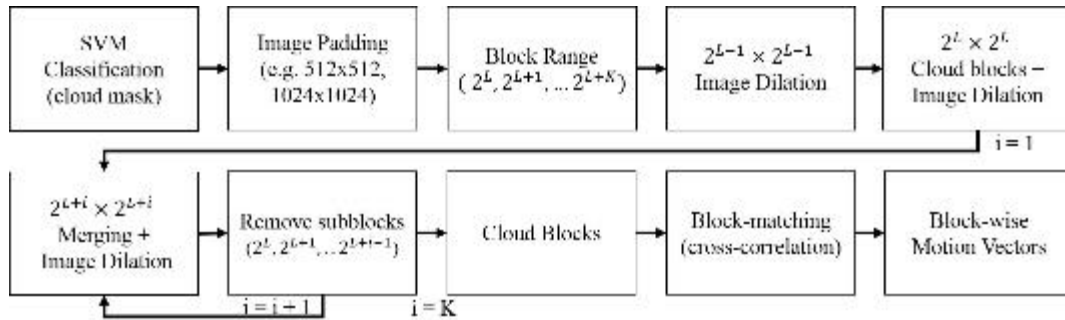 SVM
Classification
(cloud mask)
Image Padding
(e.g. 512x512,
1024x1024)
Block Range
( 2^L, 2^{L+1}, ... 2^{L+K})
2^{L-1} × 2^{L-1}
Image Dilation
2^L × 2^L
Cloud blocks –
Image Dilation
i = 1
2^{L+i} × 2^{L+i}
Merging +
Image Dilation
Remove subblocks
(2^L, 2^{L+1}, .. 2^{L+i-1})
Cloud Blocks
Block-matching
(cross-correlation)
Block-wise
Motion Vectors
i = i + 1
i = K